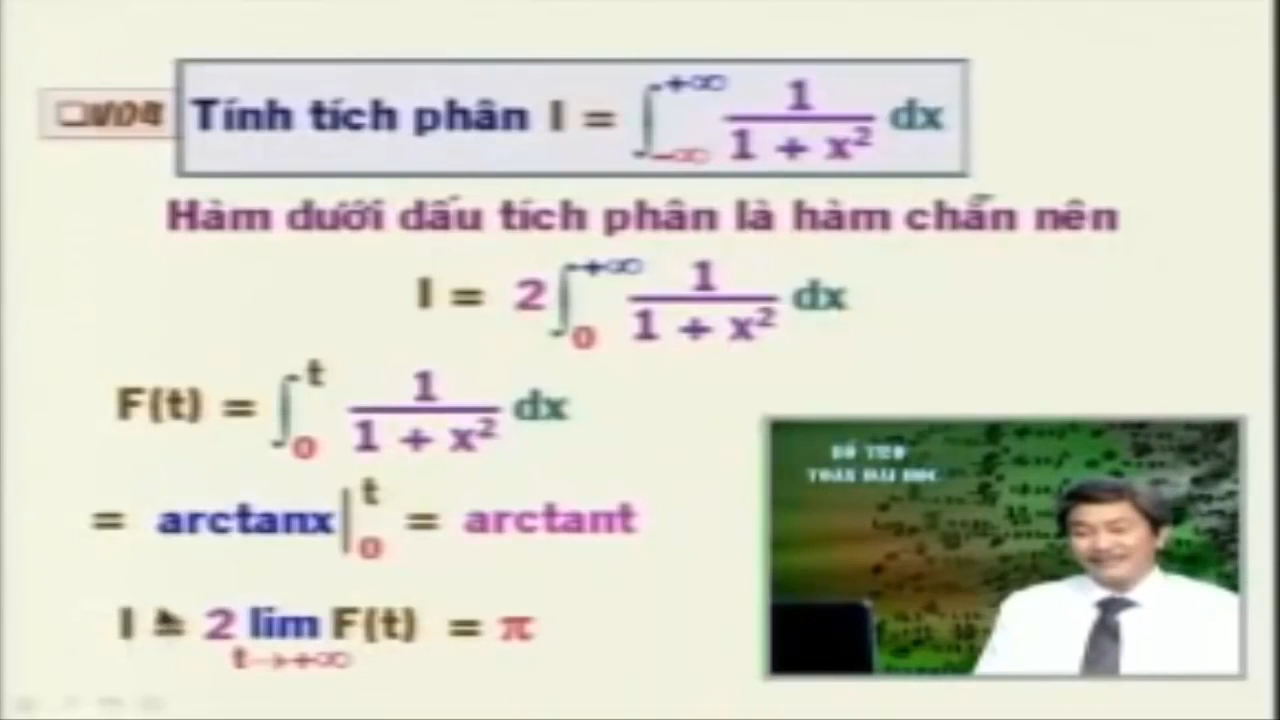 ❑VD4 Tính tích phân I = ∫_{-∞}^{+∞} 1/(1 + x²) dx
Hàm dưới dấu tích phân là hàm chẵn nên
I = 2∫_0^{+∞} 1/(1 + x²) dx
F(t) = ∫_0^t 1/(1 + x²) dx
= arctanx|_0^t = arctant
I = 2 lim_{t→+∞} F(t) = π